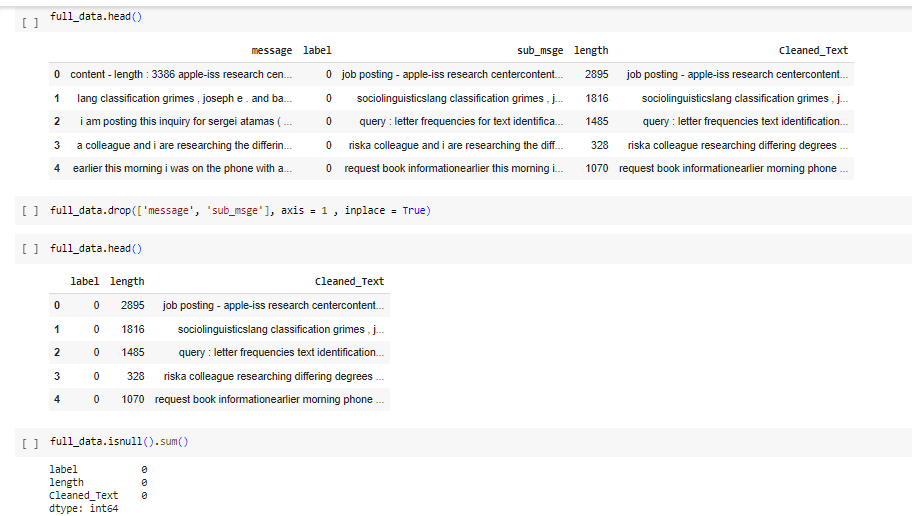 [ ] full_data.head()
message label sub_msge length Cleaned_Text
0 content - length : 3386 apple-iss research cen... 0 job posting - apple-iss research centercontent... 2895 job posting - apple-iss research centercontent...
1 lang classification grimes , joseph e . and ba... 0 sociolinguisticslang classification grimes , j... 1816 sociolinguisticslang classification grimes , j...
2 i am posting this inquiry for sergei atamas ( ... 0 query : letter frequencies for text identifica... 1485 query : letter frequencies text identification...
3 a colleague and i are researching the differin... 0 riska colleague and i are researching the diff... 328 riska colleague researching differing degrees ...
4 earlier this morning i was on the phone with a... 0 request book informationearlier this morning i... 1070 request book informationearlier morning phone ...
[ ] full_data.drop(['message', 'sub_msge'], axis = 1 , inplace = True)
[ ] full_data.head()
label length Cleaned_Text
0 0 2895 job posting - apple-iss research centercontent...
1 0 1816 sociolinguisticslang classification grimes , j...
2 0 1485 query : letter frequencies text identification...
3 0 328 riska colleague researching differing degrees ...
4 0 1070 request book informationearlier morning phone ...
[ ] full_data.isnull().sum()
label 0
length 0
Cleaned_Text 0
dtype: int64